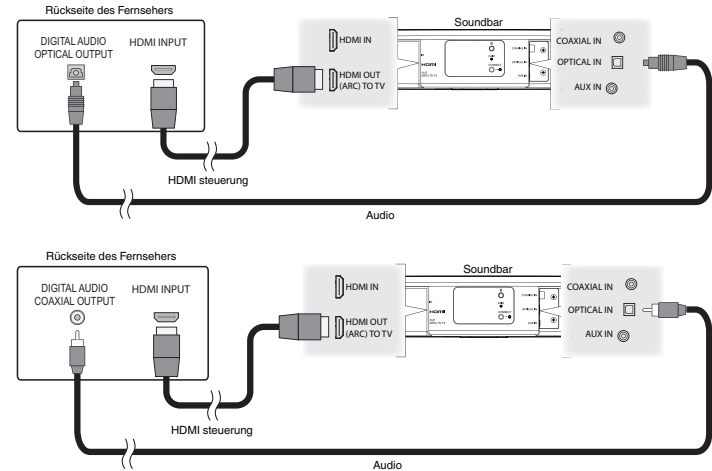 Rückseite des Fernsehers
Soundbar
DIGITAL AUDIO
OPTICAL OUTPUT
HDMI INPUT
HDMI IN
HDMI OUT
(ARC) TO TV
COAXIAL IN
OPTICAL IN
AUX IN
HDMI steuerung
Audio
Rückseite des Fernsehers
Soundbar
DIGITAL AUDIO
COAXIAL OUTPUT
HDMI INPUT
HDMI IN
HDMI OUT
(ARC) TO TV
COAXIAL IN
OPTICAL IN
AUX IN
HDMI steuerung
Audio